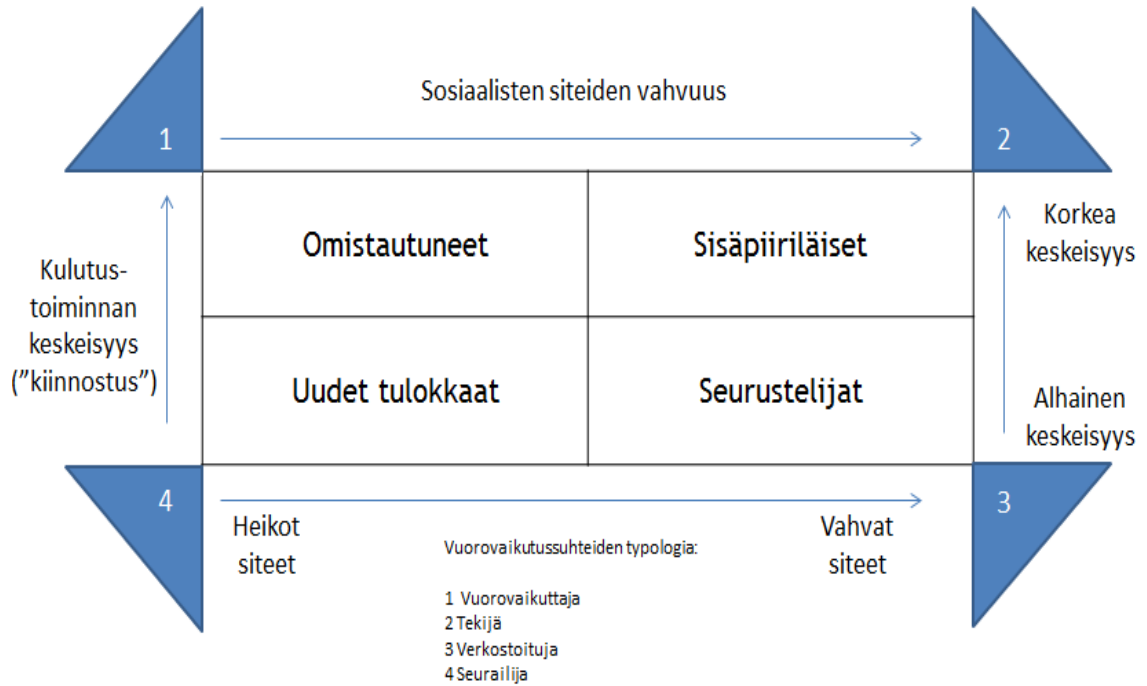 Sosiaalisten siteiden vahvuus
1
2
Omistautuneet
Sisäpiiriläiset
Korkea
keskeisyys
Kulutus-
toiminnan
keskeisyys
("kiinnostus")
Uudet tulokkaat
Seurustelijat
Alhainen
keskeisyys
4
3
Heikot
siteet
Vahvat
siteet
Vuorovaikutussuhteiden typologia:
1 Vuorovaikuttaja
2 Tekijä
3 Verkostoituja
4 Seurailija